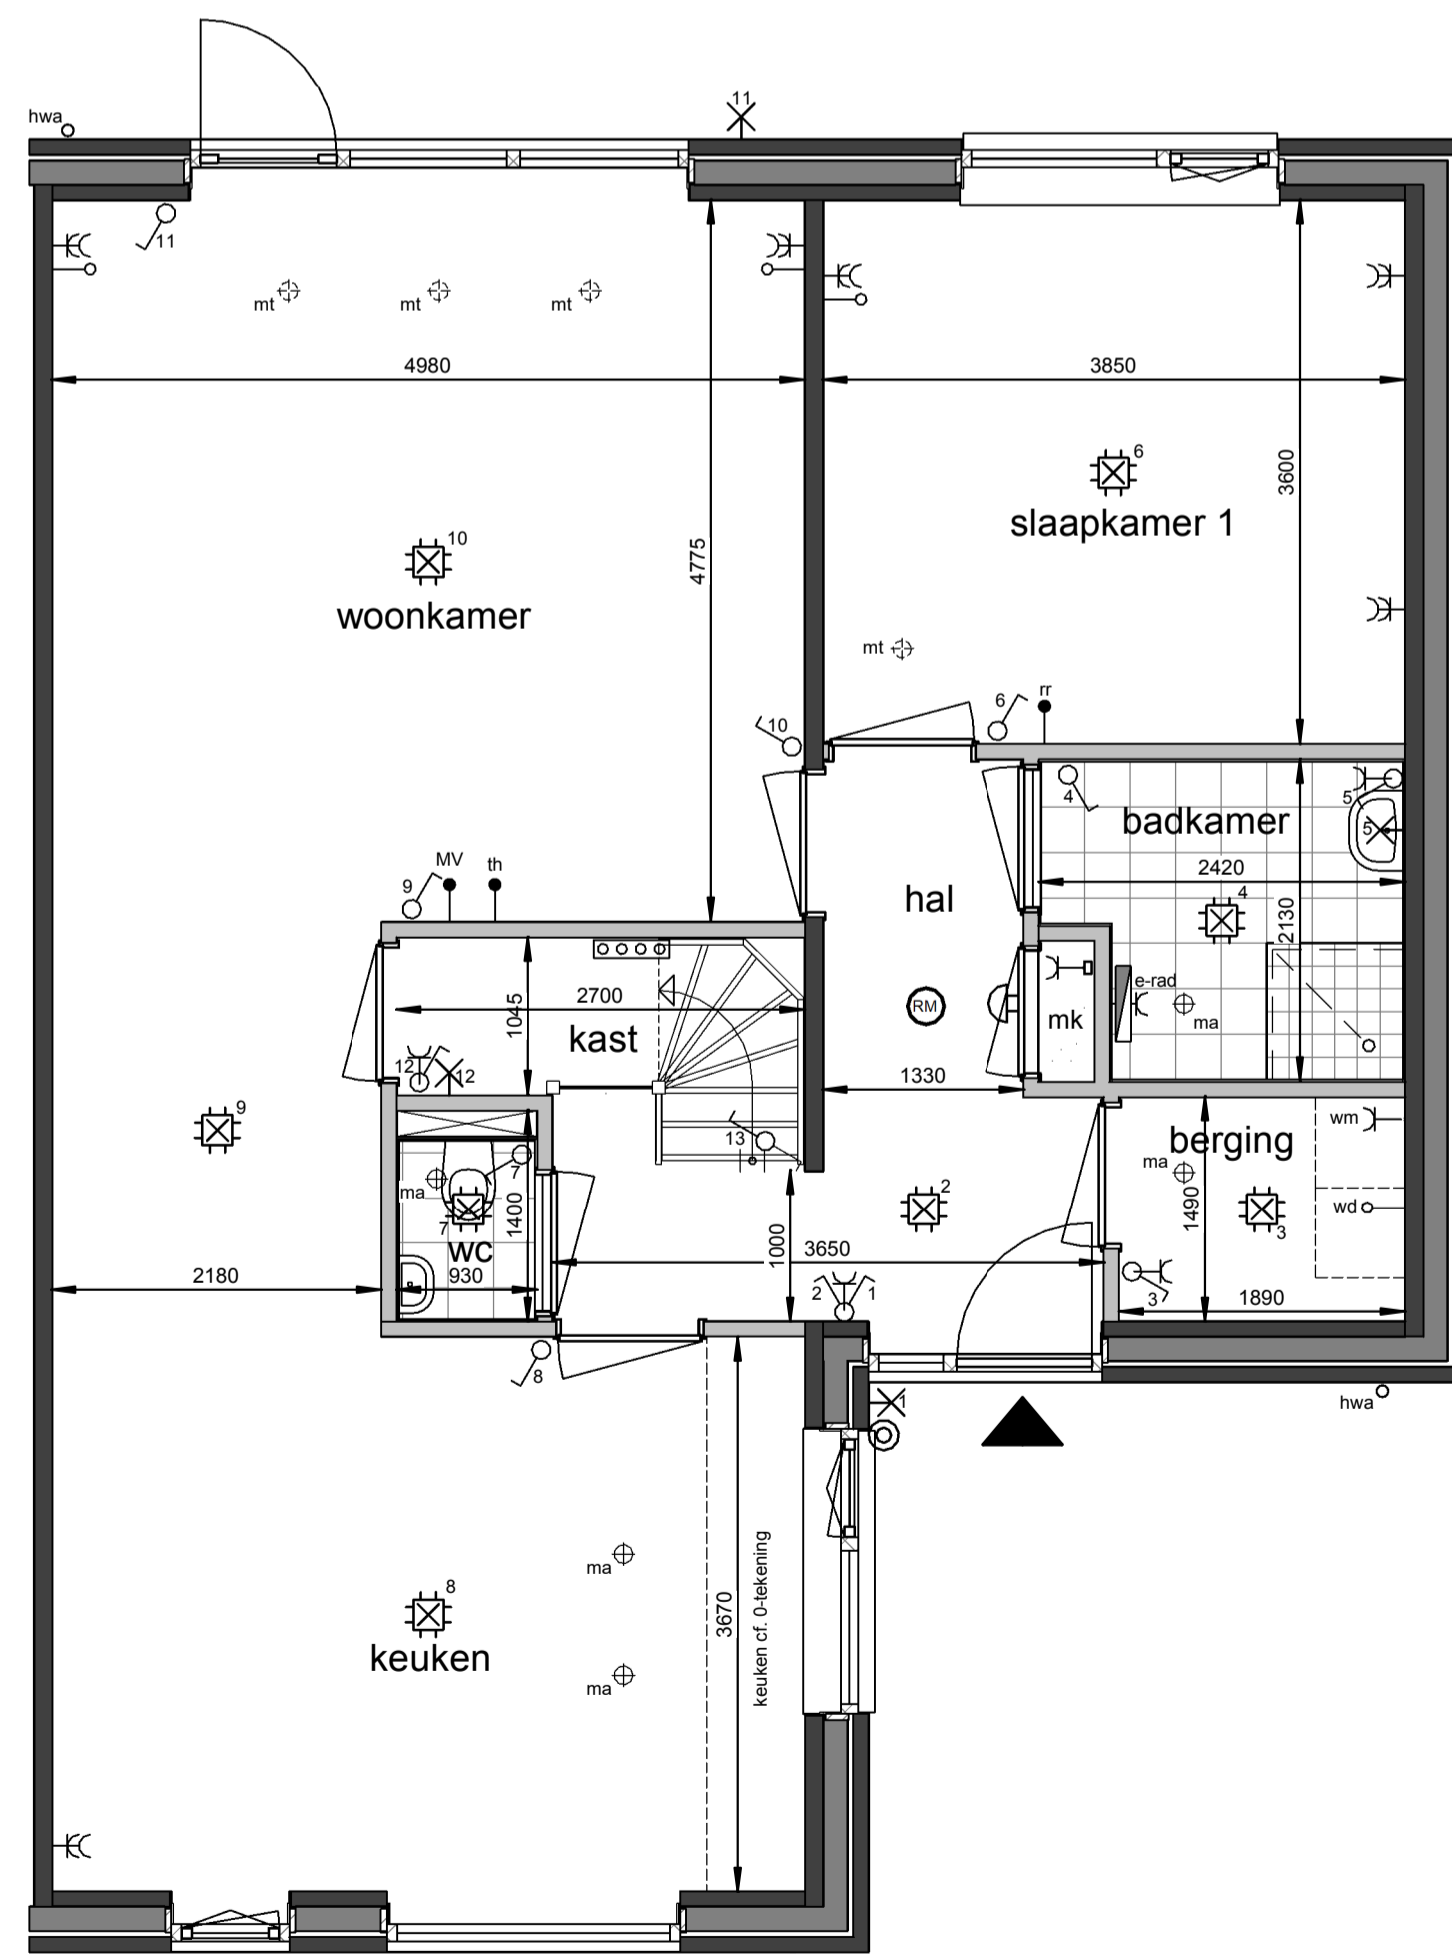 11
hwa
11
mt
mt
mt
4980
3850
6
3600
slaapkamer 1
10
4775
woonkamer
mt
rr
6
10
4
5
badkamer
5
MV
th
9
2420
hal
4
2130
2700
1045
e-rad
RM
mk
ma
kast
12
12
1330
9
13
berging
wm
ma
7
ma
1400
2
1490
wd
3
7
wc
1000
3650
2180
930
2
1
3
1890
8
1
hwa
ma
8
3670
keuken cf. 0-tekening
keuken
ma